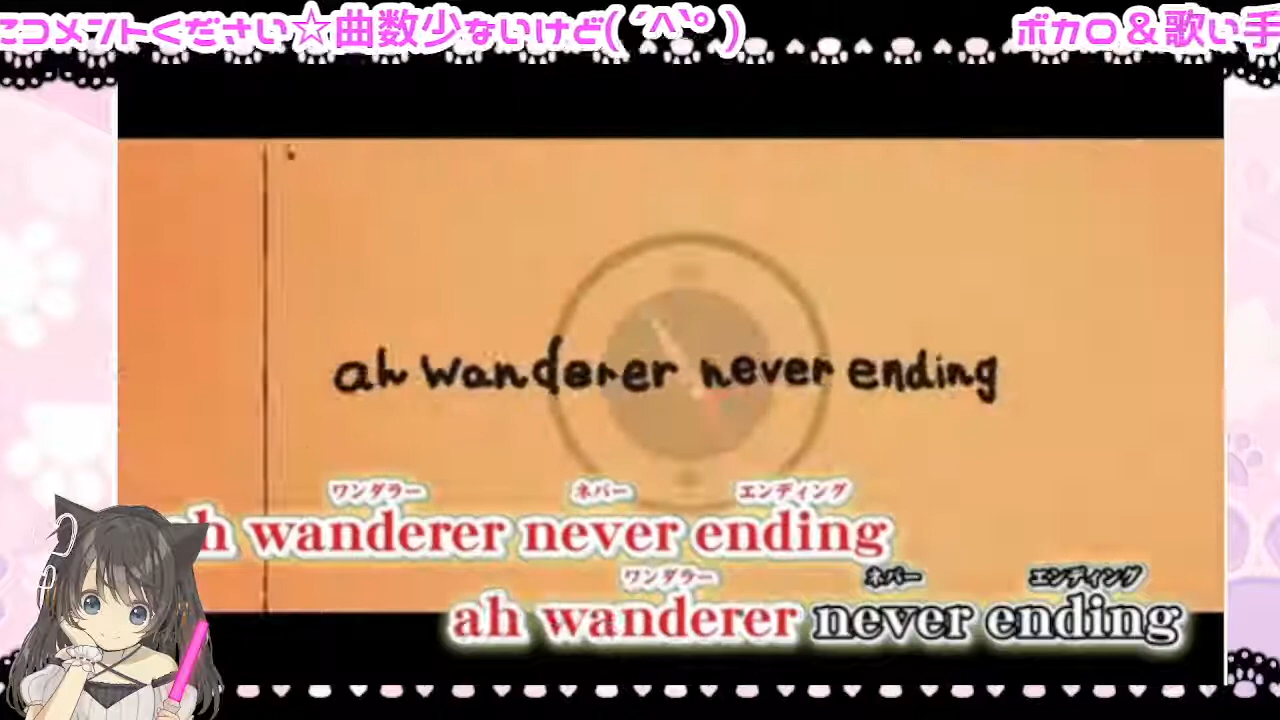 にコメントください☆曲数少ないけど( ´^`° )
ボカロ＆歌い手
ah wanderer never ending
ワンダラー ネバー エンディング
ah wanderer never ending
ワンダラー ネバー エンディング
ah wanderer never ending